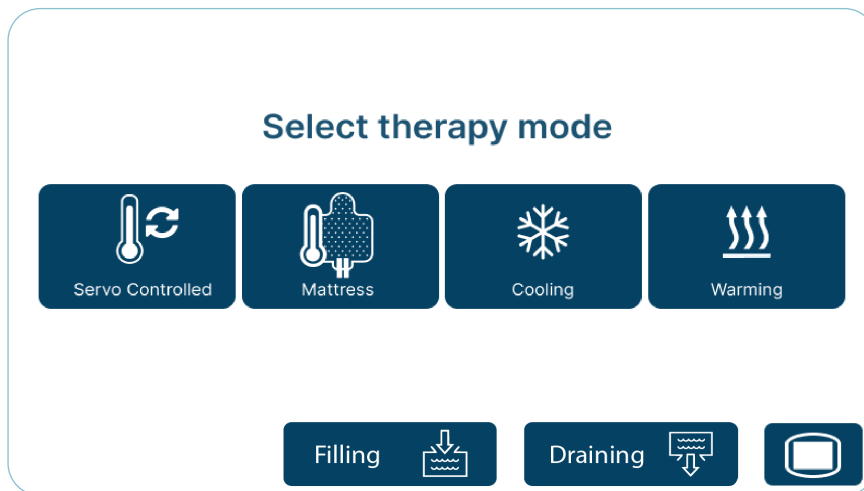 Select therapy mode
Servo Controlled
Mattress
Cooling
Warming
Filling
Draining